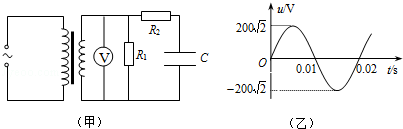 V
R₁
R₂
C
（甲）
u/V
200√2
O
0.01
0.02
t/s
-200√2
（乙）